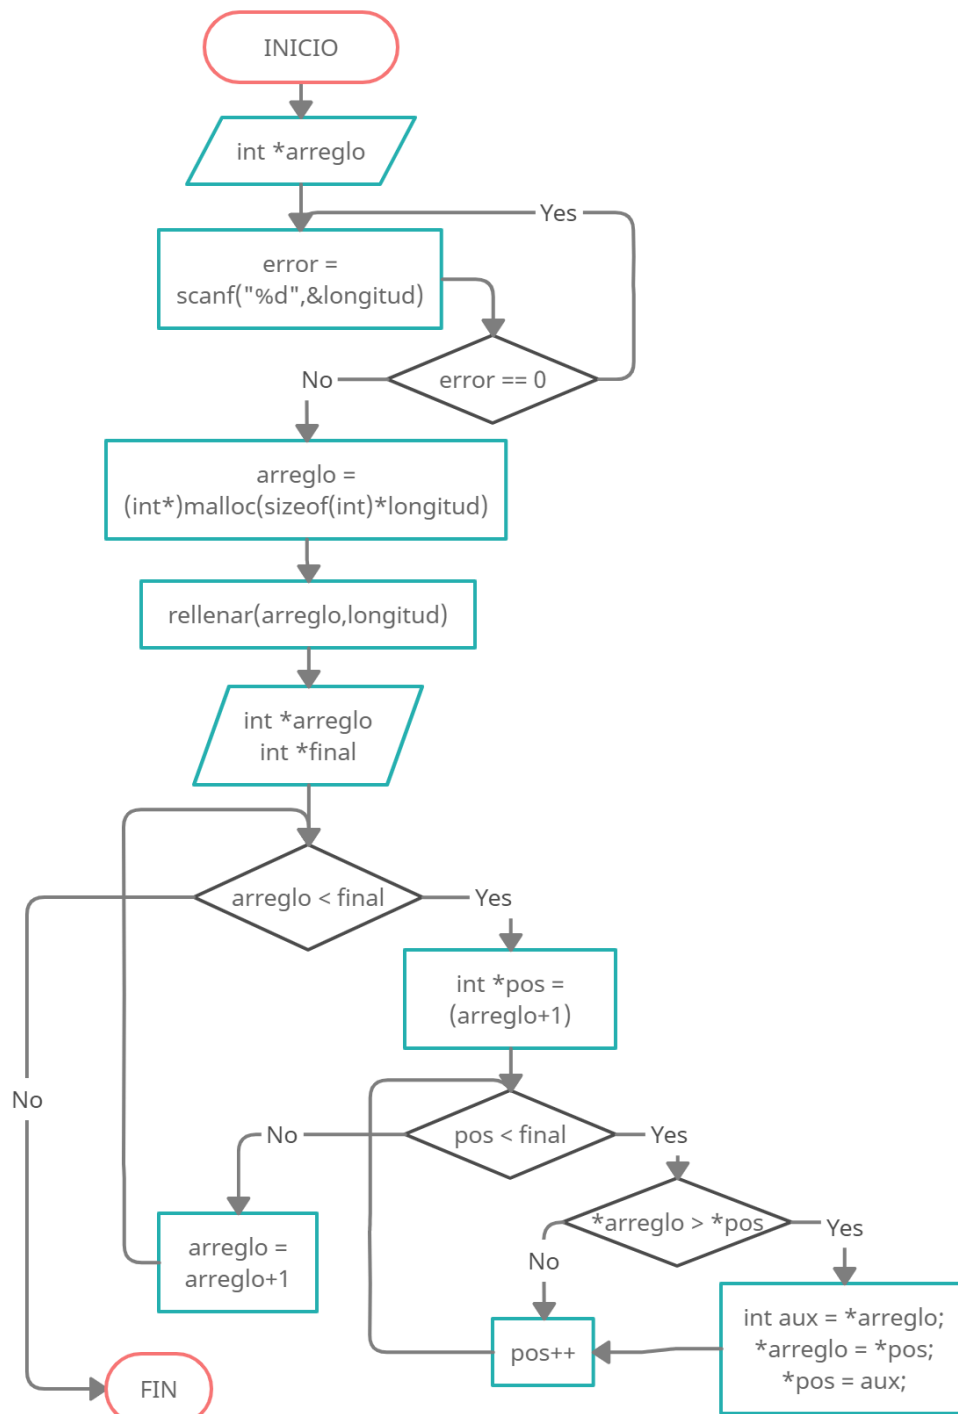 INICIO
int *arreglo
Yes
error =
scanf("%d",&longitud)
error == 0
No
arreglo =
(int*)malloc(sizeof(int)*longitud)
rellenar(arreglo,longitud)
int *arreglo
int *final
arreglo < final
Yes
int *pos =
(arreglo+1)
No
pos < final
Yes
No
*arreglo > *pos
Yes
No
arreglo =
arreglo+1
int aux = *arreglo;
*arreglo = *pos;
*pos = aux;
pos++
FIN